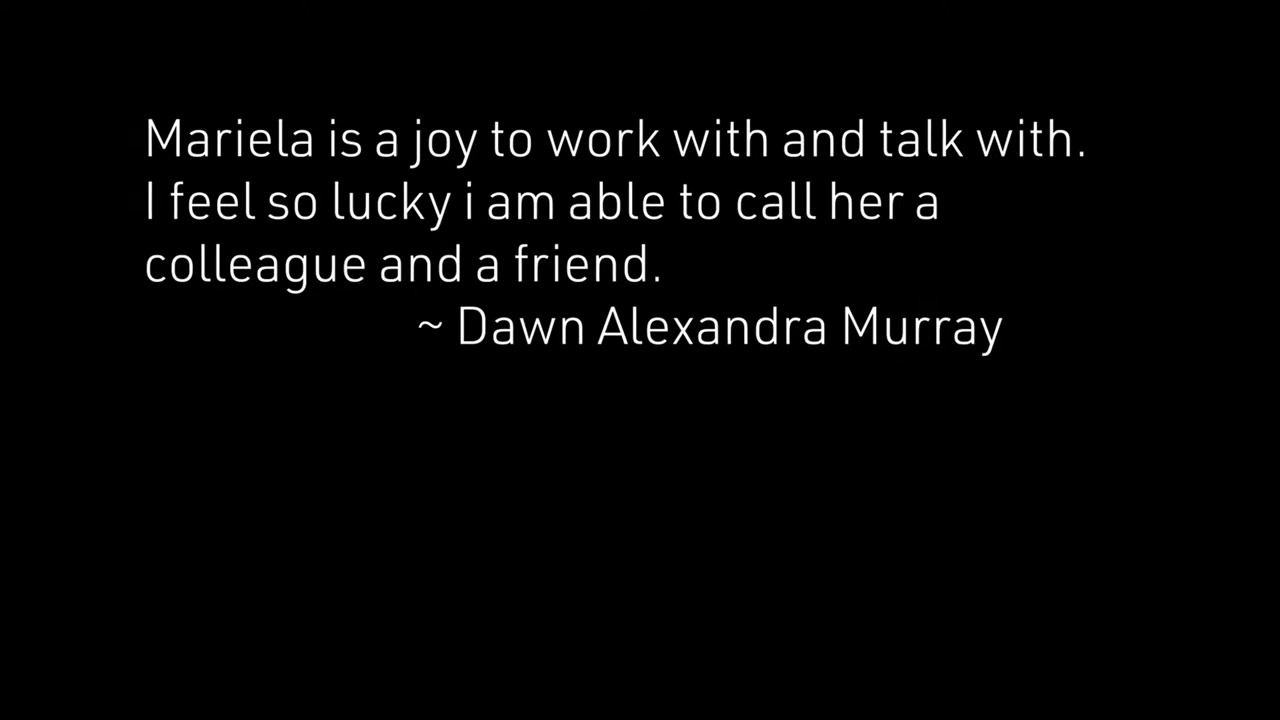 Mariela is a joy to work with and talk with.
I feel so lucky i am able to call her a
colleague and a friend.
~ Dawn Alexandra Murray